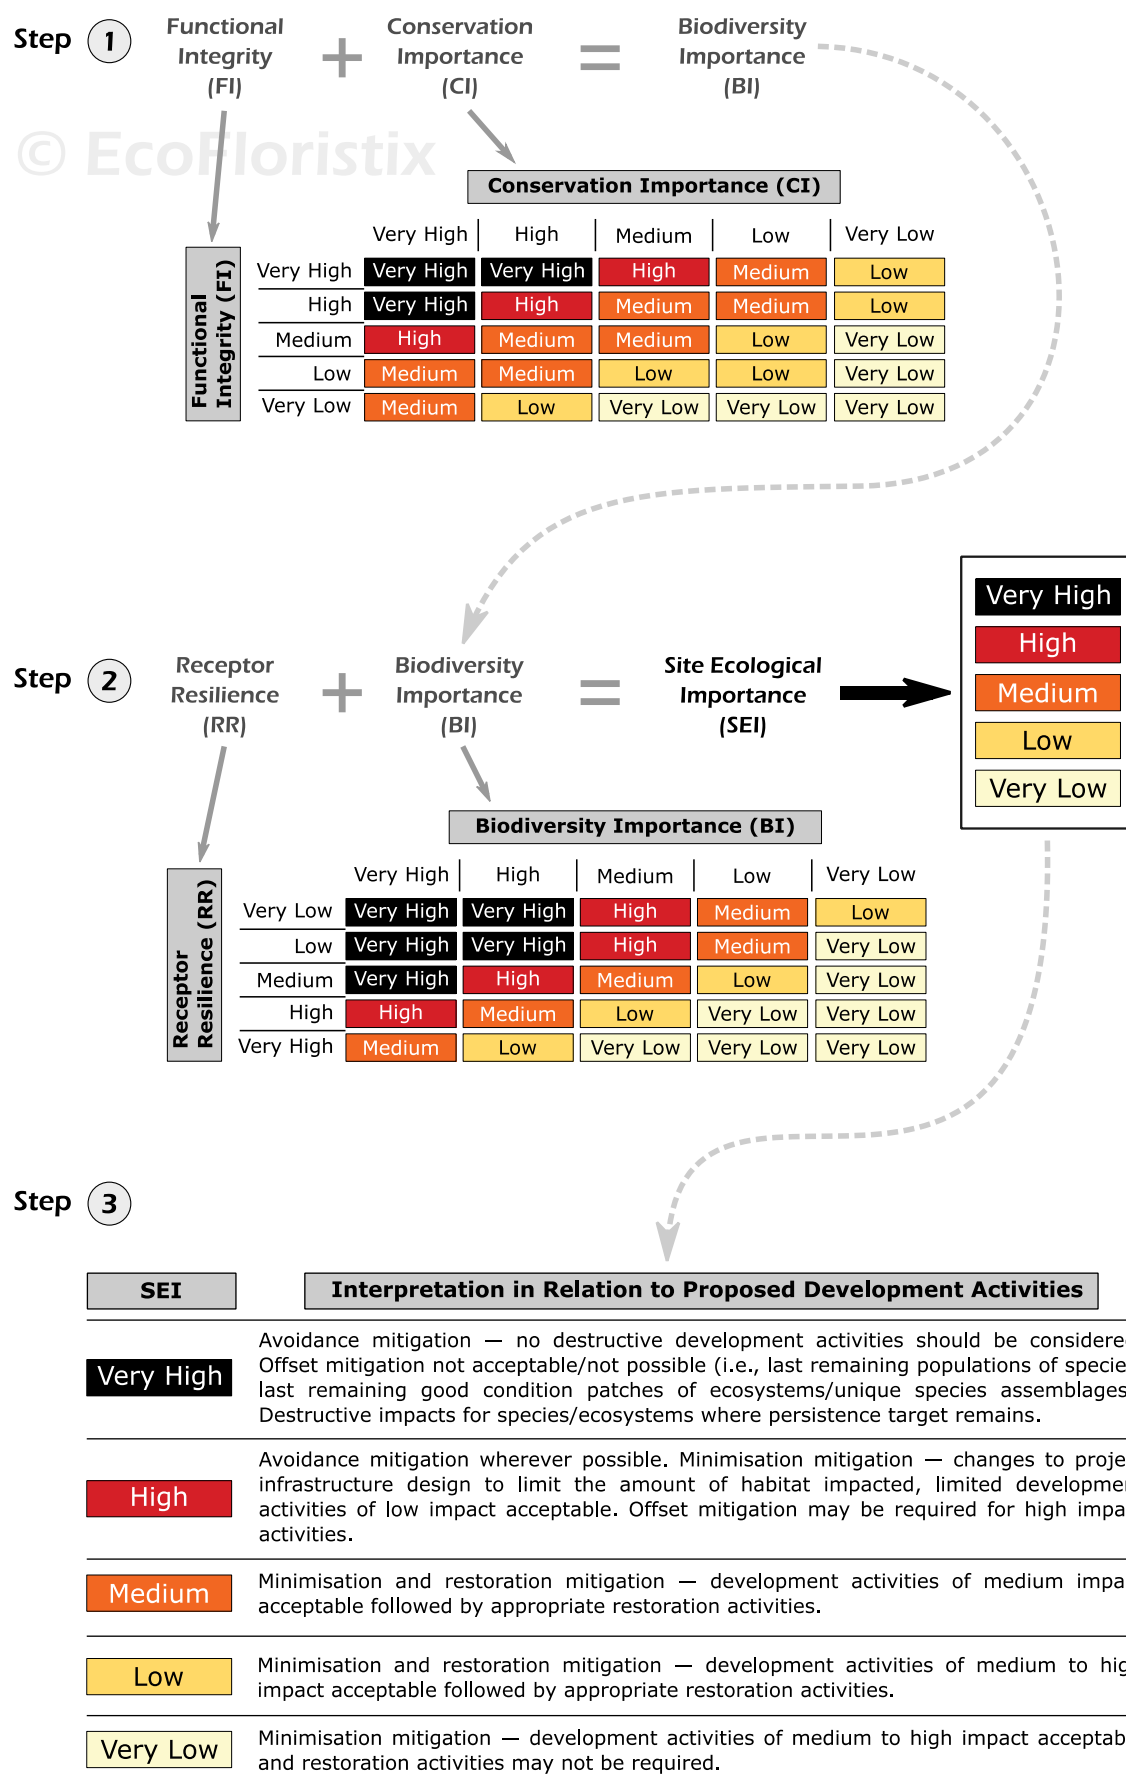 Step 1
Functional Integrity (FI)
+
Conservation Importance (CI)
=
Biodiversity Importance (BI)
© EcoFloristix
Conservation Importance (CI)
Very High High Medium Low Very Low
Functional Integrity (FI)
Very High Very High Very High High Medium Low
High Very High High Medium Medium Low
Medium High Medium Medium Low Very Low
Low Medium Medium Low Low Very Low
Very Low Medium Low Very Low Very Low Very Low
Step 2
Receptor Resilience (RR)
+
Biodiversity Importance (BI)
=
Site Ecological Importance (SEI)
Very High
High
Medium
Low
Very Low
Biodiversity Importance (BI)
Very High High Medium Low Very Low
Receptor Resilience (RR)
Very Low Very High Very High High Medium Low
Low Very High Very High High Medium Very Low
Medium Very High High Medium Low Very Low
High High Medium Low Very Low Very Low
Very High Medium Low Very Low Very Low Very Low
Step 3
SEI Interpretation in Relation to Proposed Development Activities
Very High
Avoidance mitigation — no destructive development activities should be considere
Offset mitigation not acceptable/not possible (i.e., last remaining populations of specie
last remaining good condition patches of ecosystems/unique species assemblages
Destructive impacts for species/ecosystems where persistence target remains.
High
Avoidance mitigation wherever possible. Minimisation mitigation — changes to proje
infrastructure design to limit the amount of habitat impacted, limited developmen
activities of low impact acceptable. Offset mitigation may be required for high impa
activities.
Medium
Minimisation and restoration mitigation — development activities of medium impa
acceptable followed by appropriate restoration activities.
Low
Minimisation and restoration mitigation — development activities of medium to hig
impact acceptable followed by appropriate restoration activities.
Very Low
Minimisation mitigation — development activities of medium to high impact acceptab
and restoration activities may not be required.